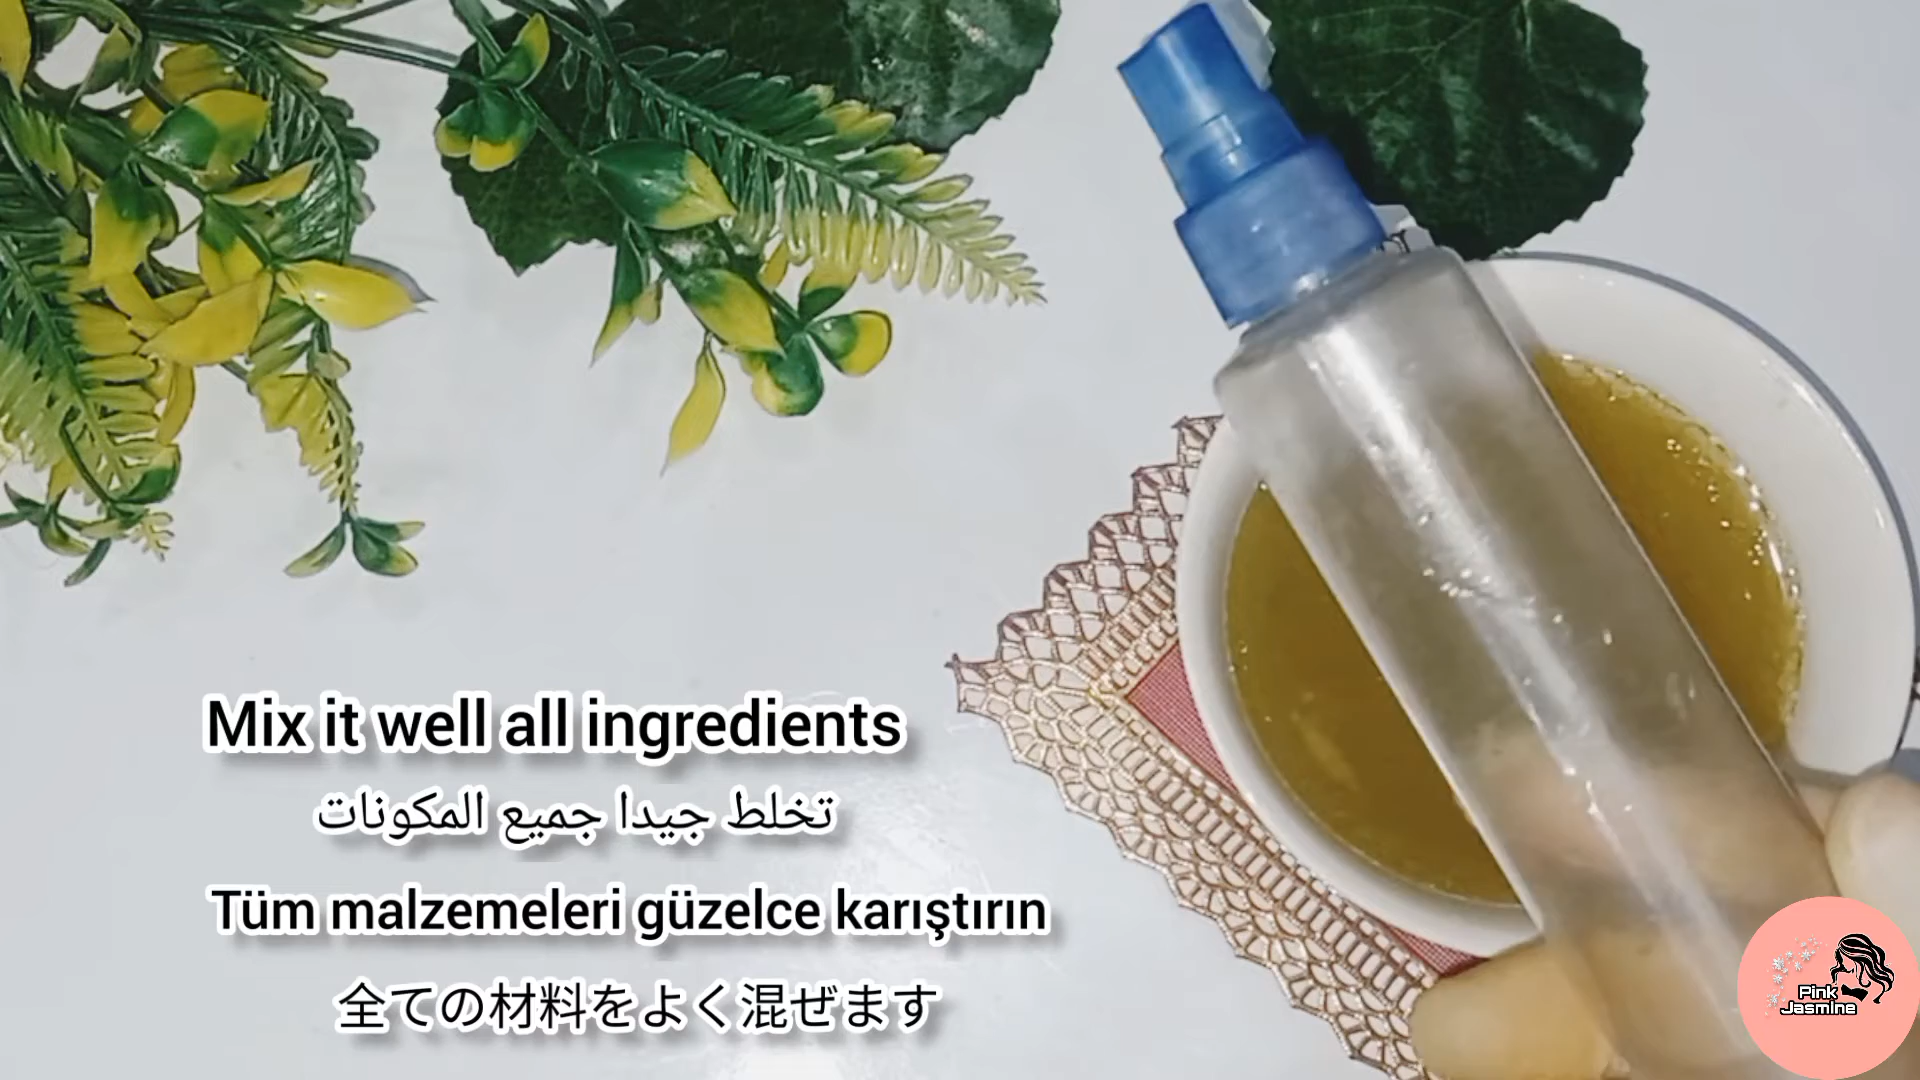 Mix it well all ingredients
تخلط جيدا جميع المكونات
Tüm malzemeleri güzelce karıştırın
全ての材料をよく混ぜます
Pink
Jasmine